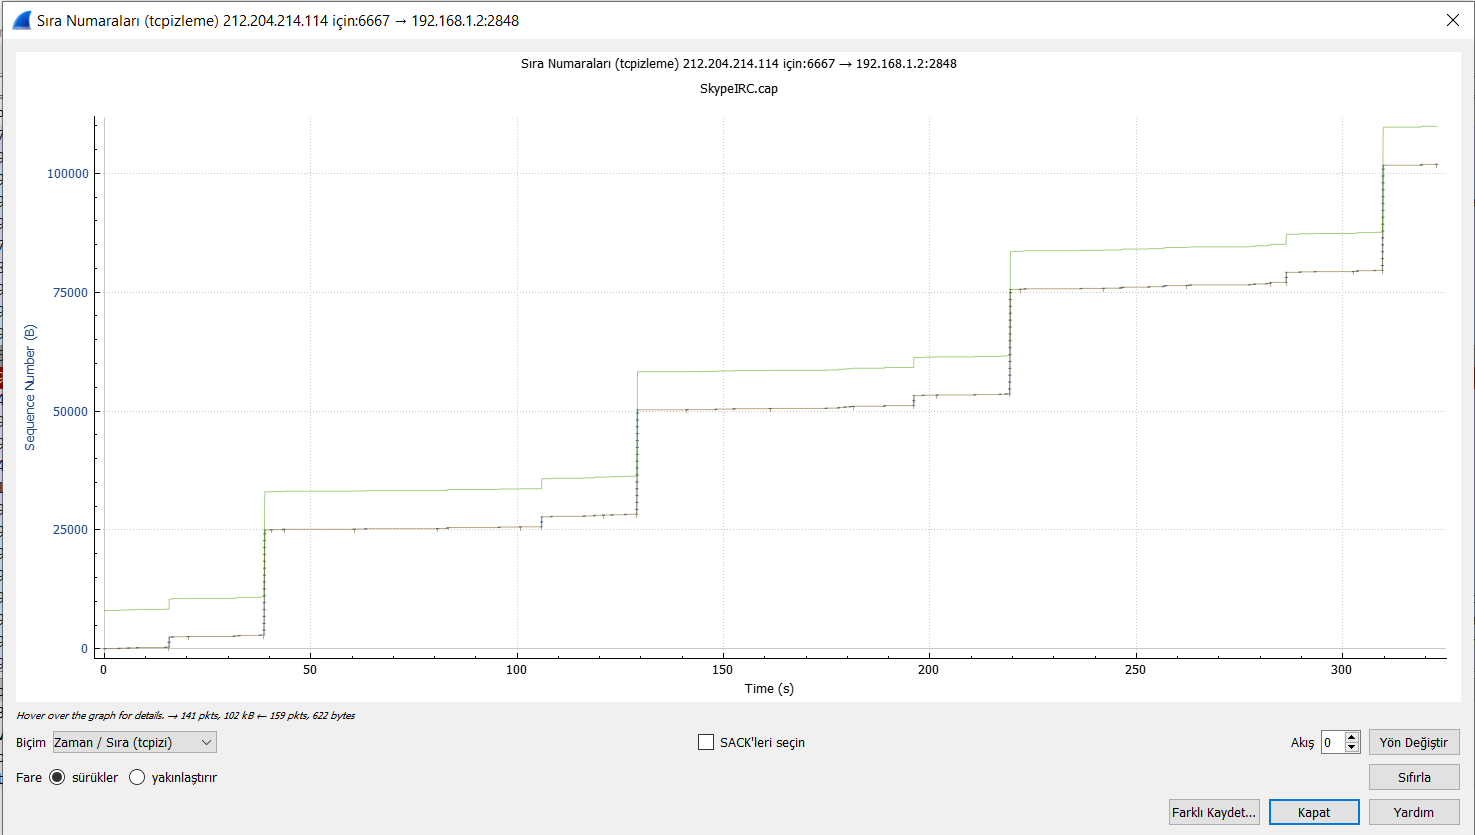 Sıra Numaraları (tcpizleme) 212.204.214.114 için:6667 → 192.168.1.2:2848
Sıra Numaraları (tcpizleme) 212.204.214.114 için:6667 → 192.168.1.2:2848
SkypeIRC.cap
Sequence Number (B)
100000
75000
50000
25000
0
0 50 100 150 200 250 300
Time (s)
Hover over the graph for details. → 141 pkts, 102 kB ← 159 pkts, 622 bytes
Biçim Zaman / Sıra (tcpizi) SACK'leri seçin Akış 0 Yön Değiştir
Fare sürükler yakınlaştırır Sıfırla
Farklı Kaydet... Kapat Yardım